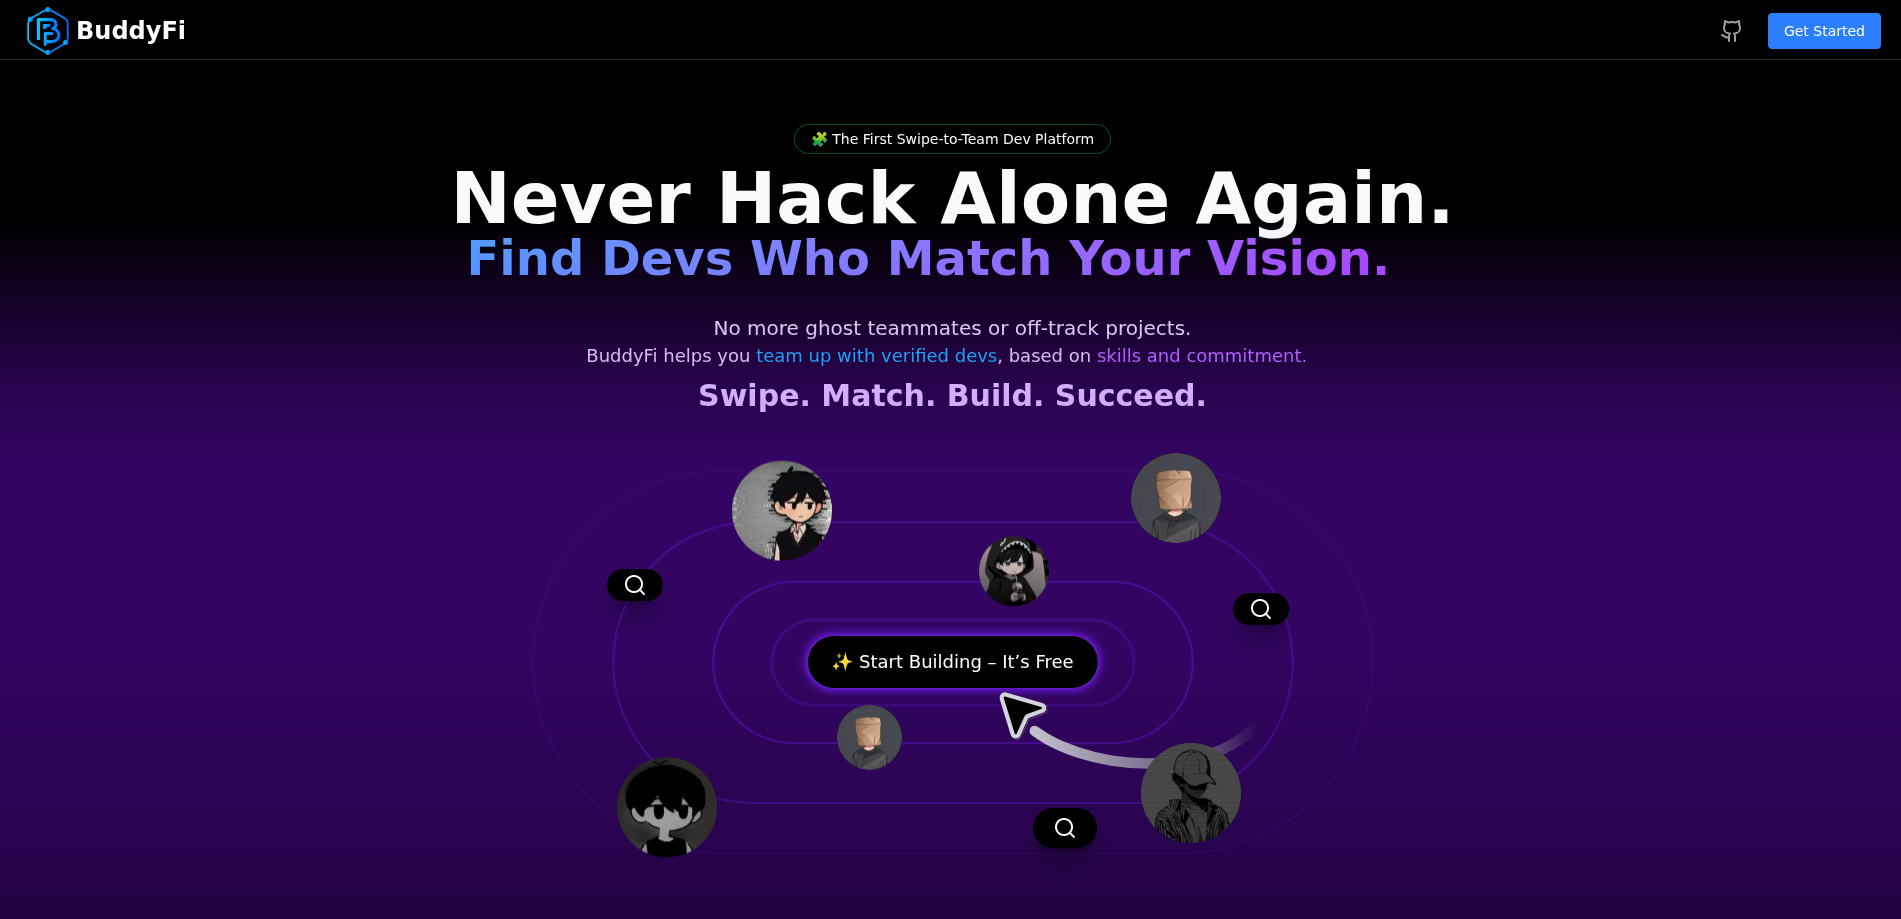 BuddyFi
Get Started
🧩 The First Swipe-to-Team Dev Platform
Never Hack Alone Again.
Find Devs Who Match Your Vision.
No more ghost teammates or off-track projects.
BuddyFi helps you team up with verified devs, based on skills and commitment.
Swipe. Match. Build. Succeed.
✨ Start Building – It’s Free